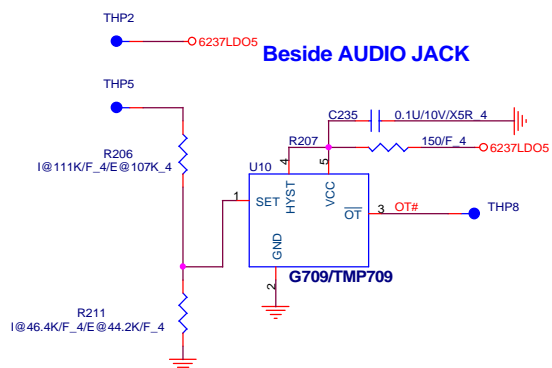 THP2
6237LDO5
Beside AUDIO JACK
THP5
C235
0.1U/10V/X5R_4
R206
I@111K/F_4/E@107K_4
R207
150/F_4
6237LDO5
U10
4
5
1
SET
HYST
VCC
OT
3
OT#
THP8
GND
2
G709/TMP709
R211
I@46.4K/F_4/E@44.2K/F_4